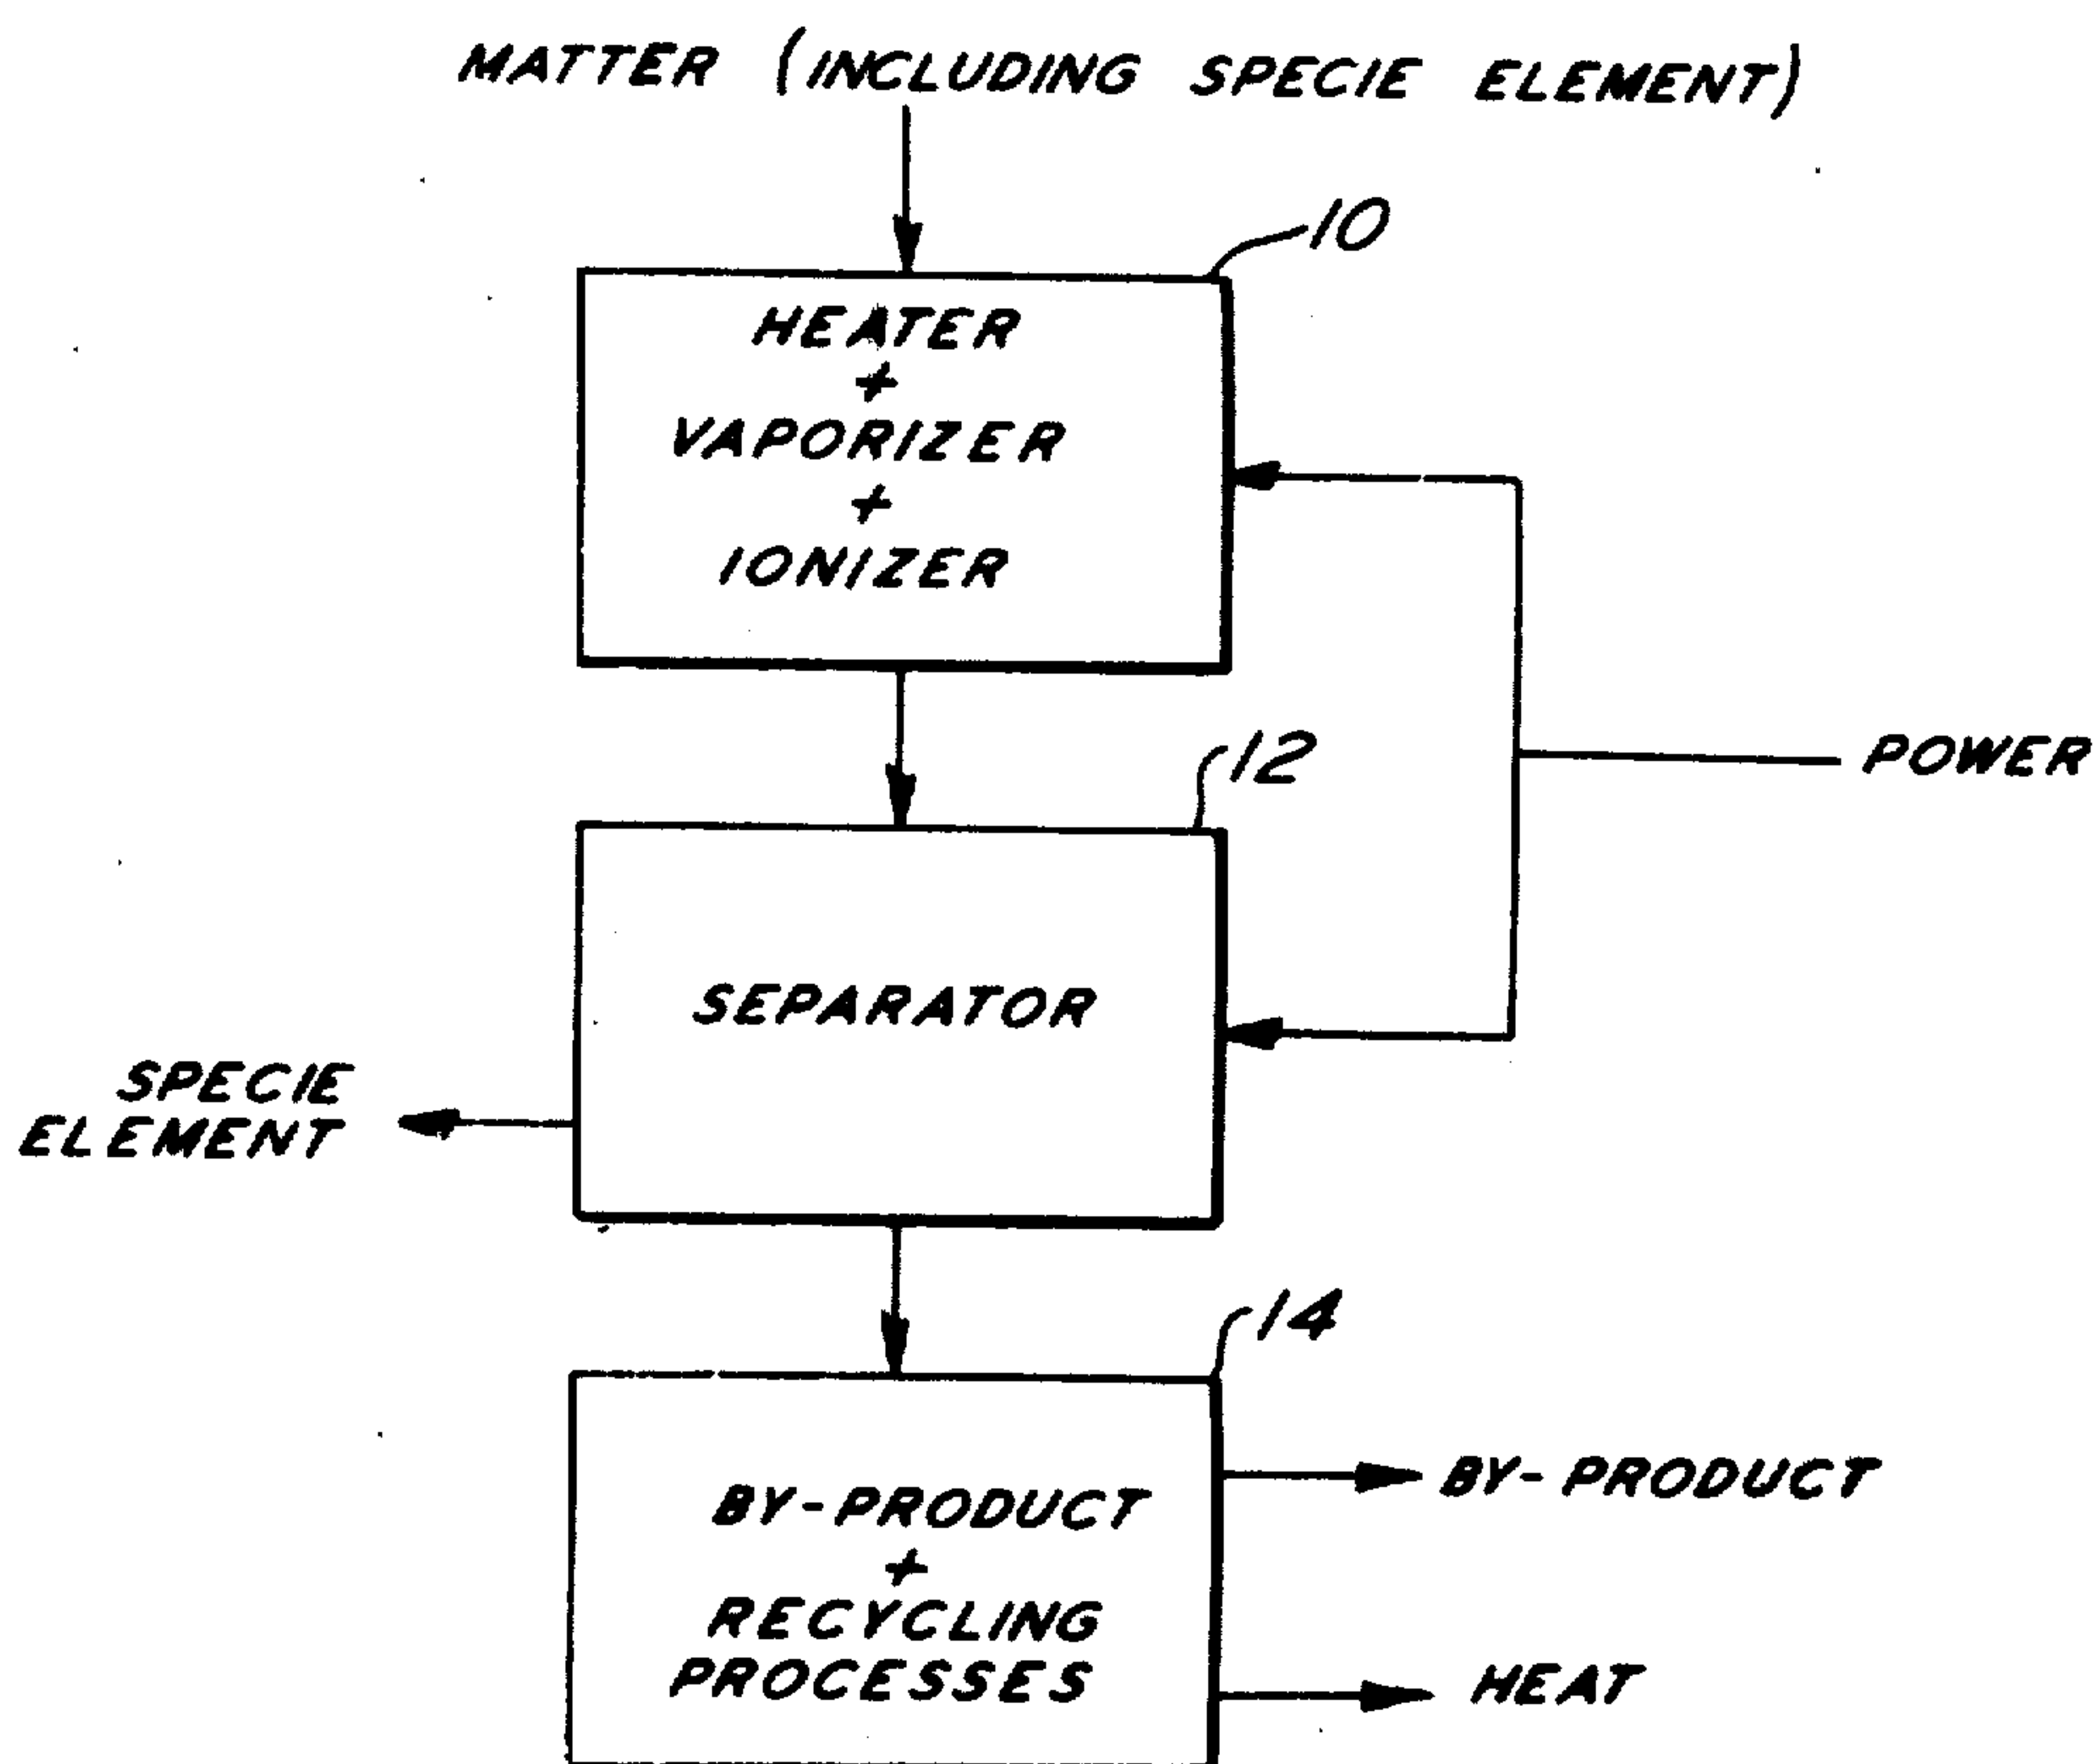 MATTER (INCLUDING SPECIE ELEMENT)
10
HEATER
+
VAPORIZER
+
IONIZER
12
POWER
SEPARATOR
SPECIE
ELEMENT
14
BY-PRODUCT
+
RECYCLING
PROCESSES
BY-PRODUCT
HEAT